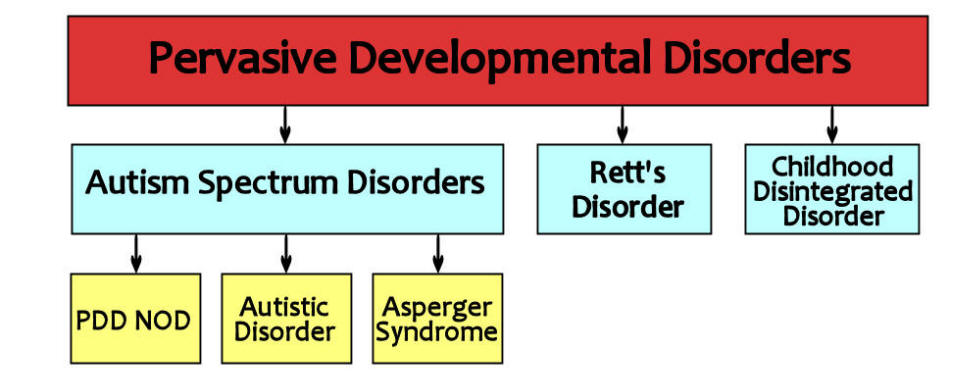 Pervasive Developmental Disorders
Autism Spectrum Disorders
Rett's
Disorder
Childhood
Disintegrated
Disorder
PDD NOD
Autistic
Disorder
Asperger
Syndrome